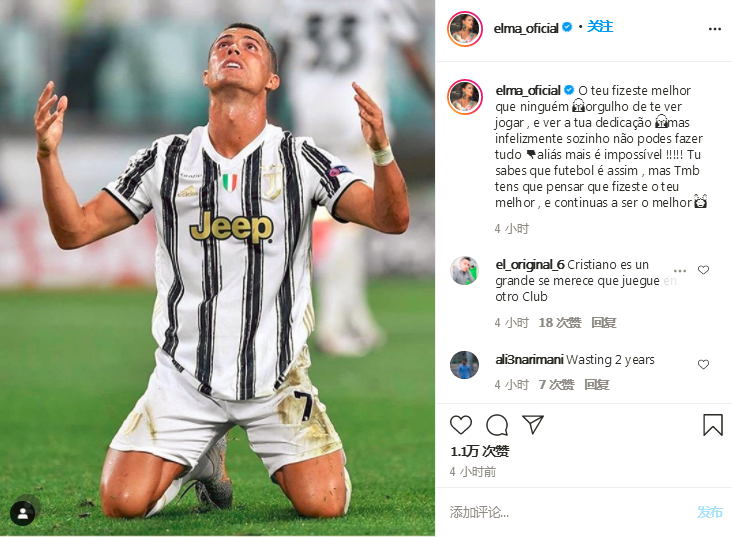 elma_oficial • 关注
elma_oficial O teu fizeste melhor
que ninguém orgulho de te ver
jogar , e ver a tua dedicação mas
infelizmente sozinho não podes fazer
tudo aliás mais é impossível !!!!! Tu
sabes que futebol é assim , mas Tmb
tens que pensar que fizeste o teu
melhor , e continuas a ser o melhor
4 小时
el_original_6 Cristiano es un
grande se merece que juegue en
otro Club
4 小时 18 次赞 回复
ali3narimani Wasting 2 years
4 小时 7 次赞 回复
1.1万 次赞
4 小时前
添加评论... 发布
33
Jeep
7